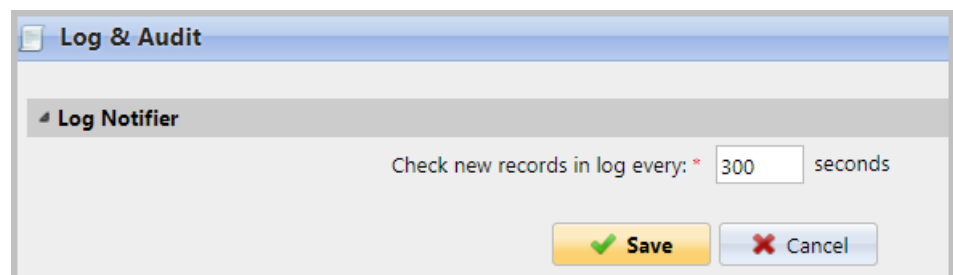 Log & Audit
Log Notifier
Check new records in log every: * 300 seconds
Save Cancel